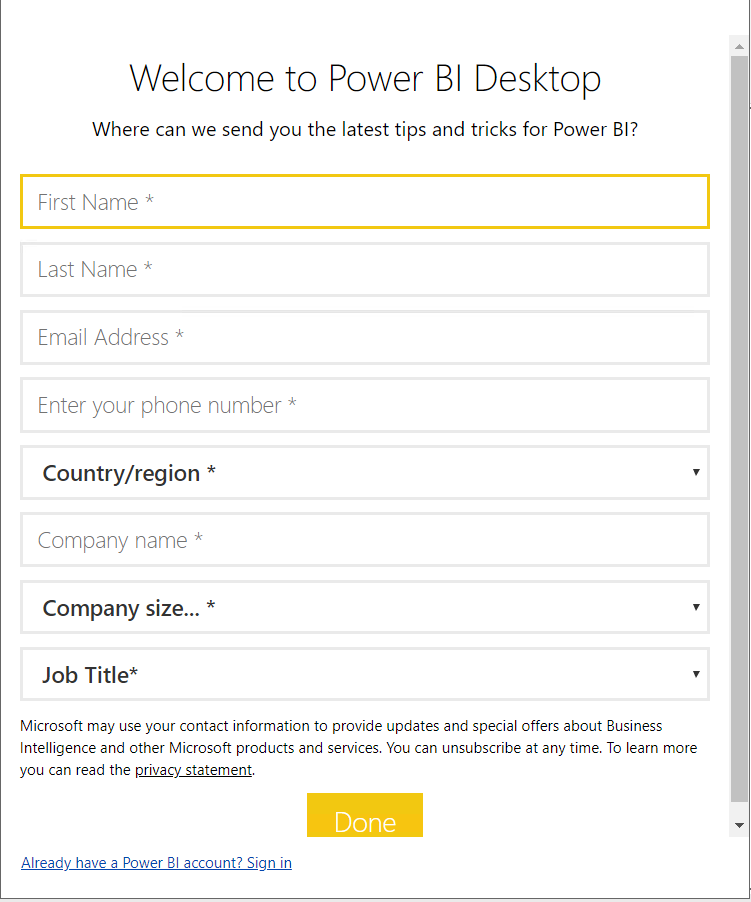 Welcome to Power BI Desktop
Where can we send you the latest tips and tricks for Power BI?
First Name *
Last Name *
Email Address *
Enter your phone number *
Country/region *
Company name *
Company size... *
Job Title*
Microsoft may use your contact information to provide updates and special offers about Business
Intelligence and other Microsoft products and services. You can unsubscribe at any time. To learn more
you can read the privacy statement.
Done
Already have a Power BI account? Sign in